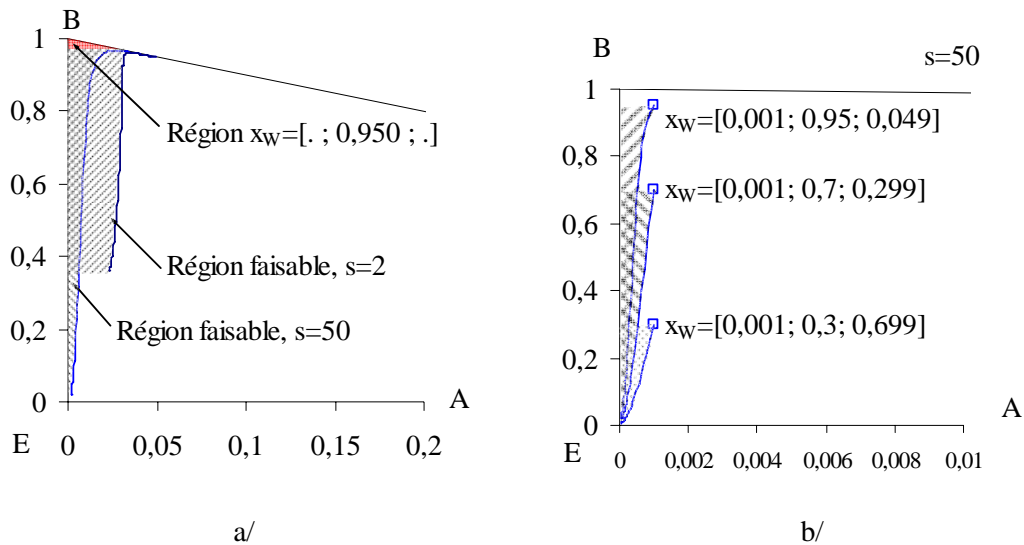 B
1
0,8
0,6
0,4
0,2
0
E
0
0,05
0,1
0,15
0,2
A
Région xW=[. ; 0,950 ; .]
Région faisable, s=2
Région faisable, s=50
a/
B
s=50
1
0,8
0,6
0,4
0,2
0
E
0
0,002
0,004
0,006
0,008
0,01
A
xW=[0,001; 0,95; 0,049]
xW=[0,001; 0,7; 0,299]
xW=[0,001; 0,3; 0,699]
b/